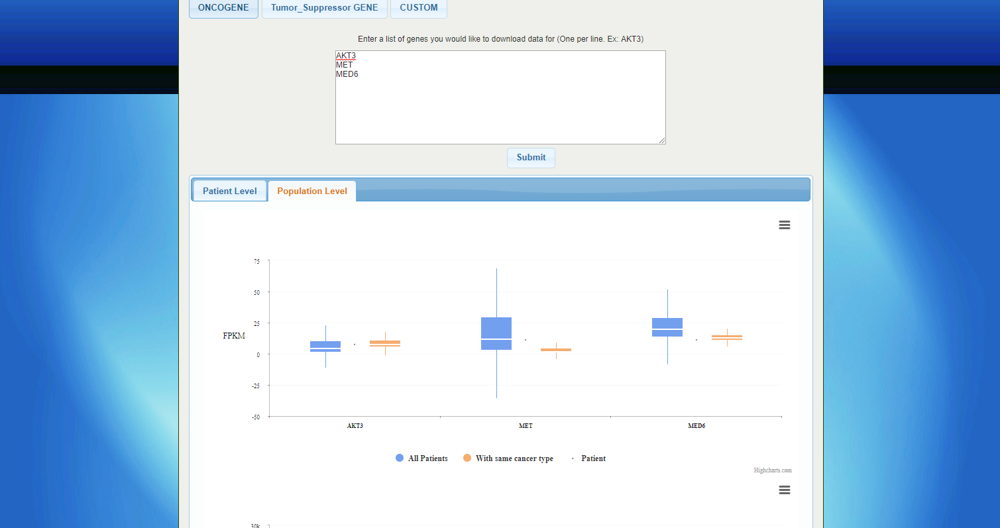 ONCOGENE Tumor_Suppressor GENE CUSTOM
Enter a list of genes you would like to download data for (One per line. Ex: AKT3)
AKT3
MET
MED6
Submit
Patient Level Population Level
75
50
25
FPKM
0
-25
-50
AKT3 MET MED6
All Patients With same cancer type Patient
Highcharts.com
30k